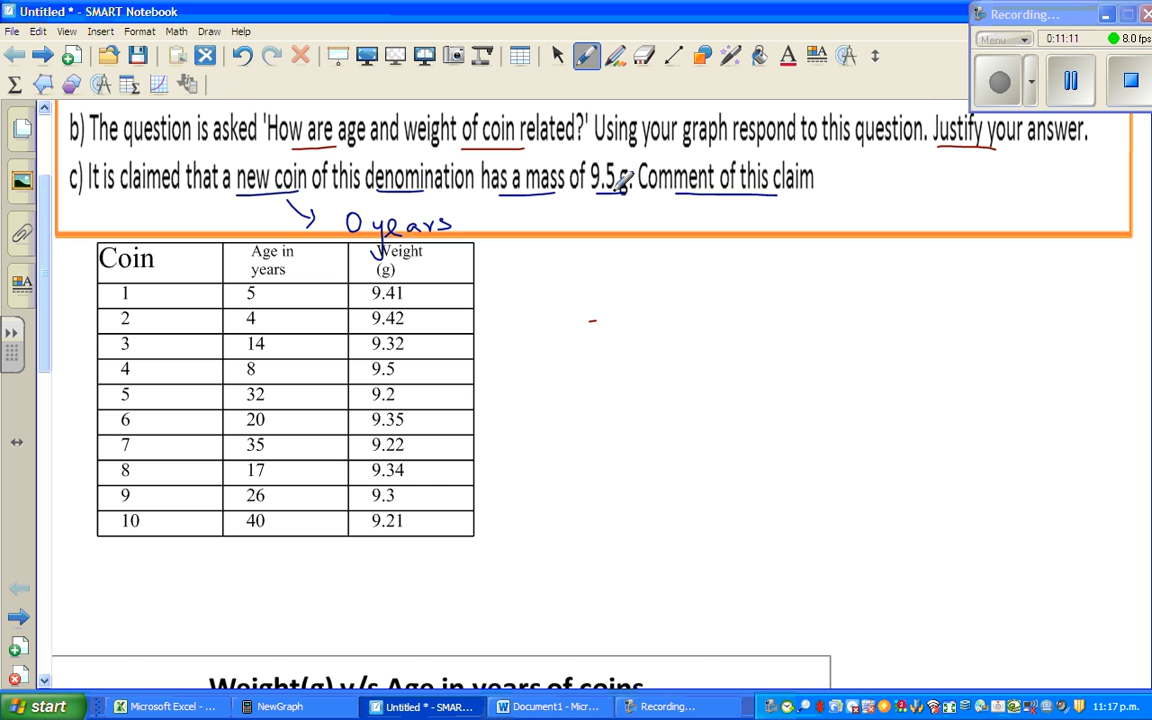 Untitled * - SMART Notebook
File Edit View Insert Format Math Draw Help
Recording...
Menu 0:11:11 8.0 fps
b) The question is asked 'How are age and weight of coin related?' Using your graph respond to this question. Justify your answer.
c) It is claimed that a new coin of this denomination has a mass of 9.5g. Comment of this claim
0 years
Coin Age in years Weight (g)
1 5 9.41
2 4 9.42
3 14 9.32
4 8 9.5
5 32 9.2
6 20 9.35
7 35 9.22
8 17 9.34
9 26 9.3
10 40 9.21
Weight(g) v/s Age in years of coins
start Microsoft Excel - ... NewGraph Untitled * - SMAR... Document1 - Micr... Recording... 11:17 p.m.